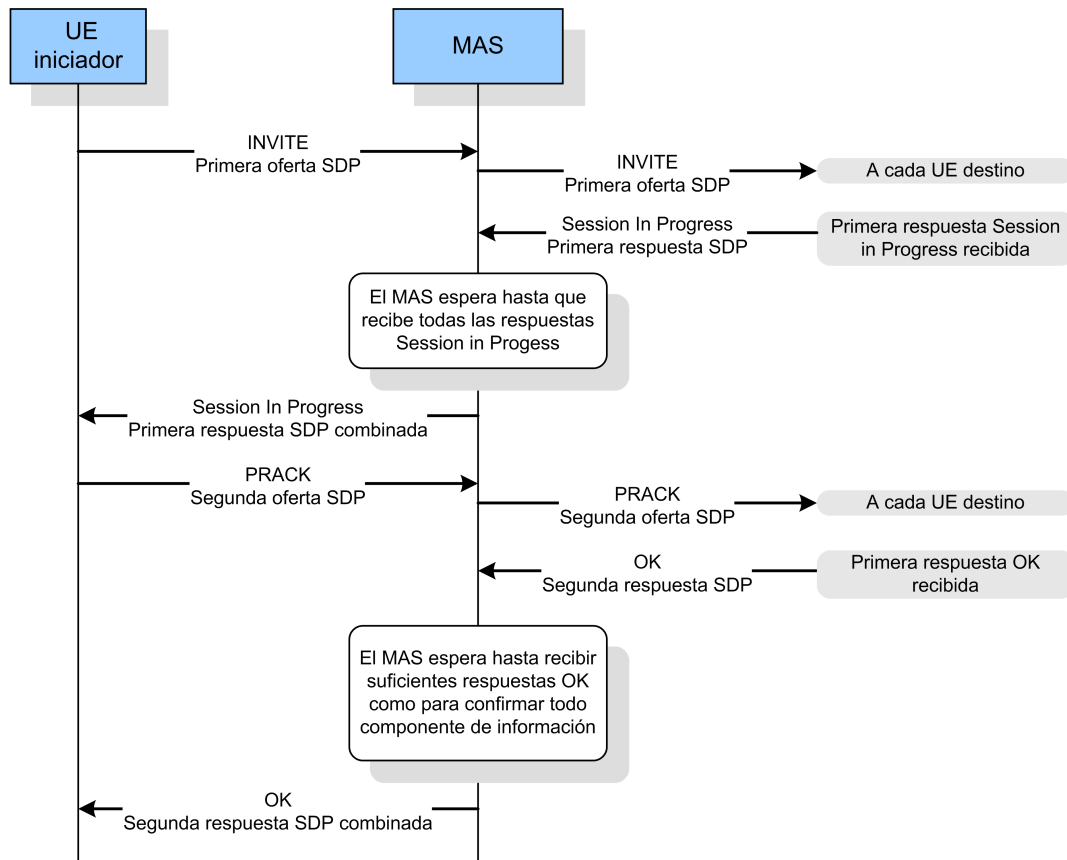 UE
iniciador
MAS
INVITE
Primera oferta SDP
INVITE
Primera oferta SDP
A cada UE destino
Session In Progress
Primera respuesta SDP
Primera respuesta Session
in Progress recibida
El MAS espera hasta que
recibe todas las respuestas
Session in Progess
Session In Progress
Primera respuesta SDP combinada
PRACK
Segunda oferta SDP
PRACK
Segunda oferta SDP
A cada UE destino
OK
Segunda respuesta SDP
Primera respuesta OK
recibida
El MAS espera hasta recibir
suficientes respuestas OK
como para confirmar todo
componente de información
OK
Segunda respuesta SDP combinada